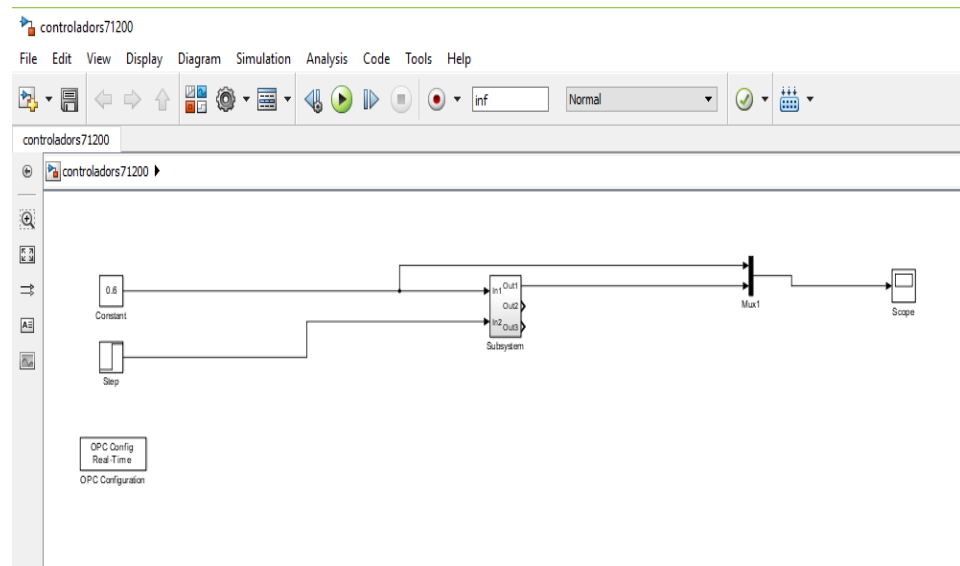 controladors71200
File Edit View Display Diagram Simulation Analysis Code Tools Help
inf Normal
controladors71200
controladors71200
0.6
Constant
Step
In1 Out1
Out2
In2 Out3
Subsystem
Mux1
Scope
OPC Config
Real-Time
OPC Configuration